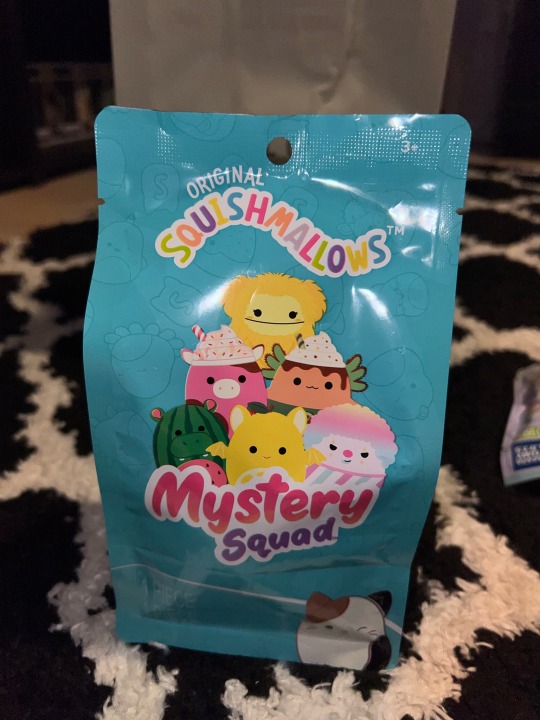 3+
ORIGINAL
SQUISHMALLOWS™
Mystery
Squad